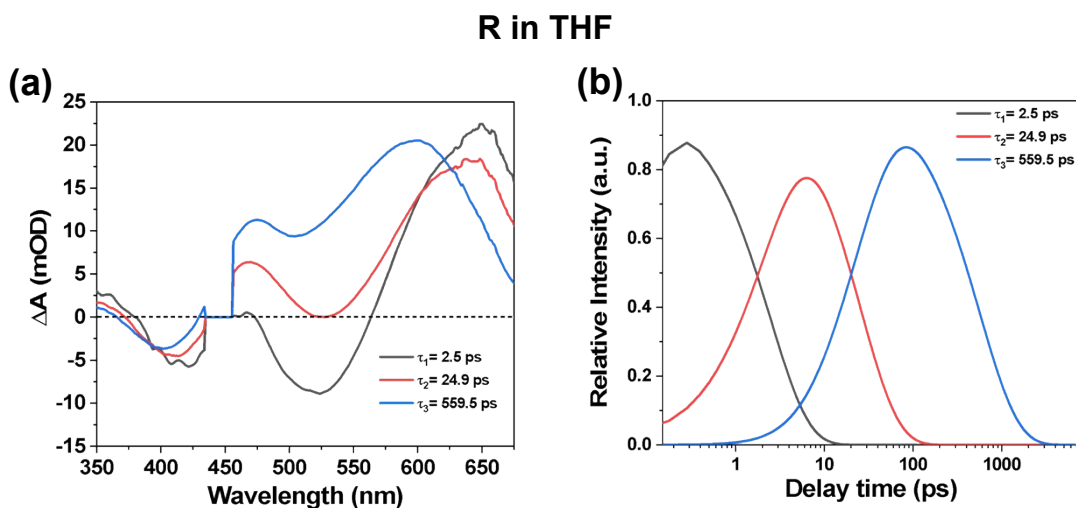 R in THF
(a)
25
20
15
10
5
0
-5
-10
-15
ΔA (mOD)
350 400 450 500 550 600 650
Wavelength (nm)
τ₁= 2.5 ps
τ₂= 24.9 ps
τ₃= 559.5 ps
(b)
1.0
0.8
0.6
0.4
0.2
0.0
Relative Intensity (a.u.)
1 10 100 1000
Delay time (ps)
τ₁= 2.5 ps
τ₂= 24.9 ps
τ₃= 559.5 ps